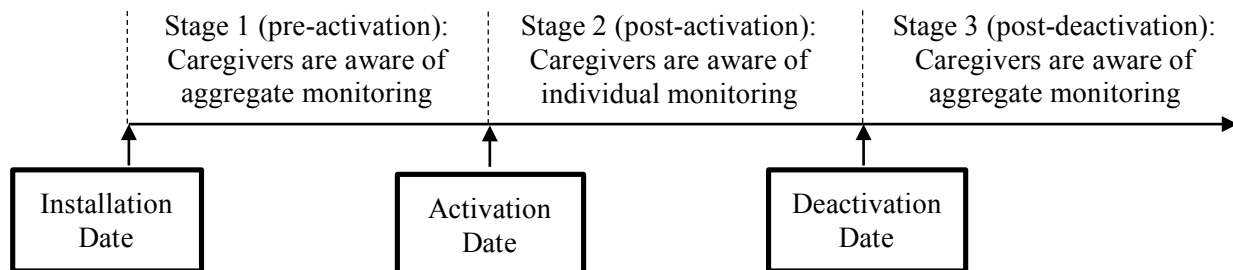 Stage 1 (pre-activation):
Caregivers are aware of
aggregate monitoring
Stage 2 (post-activation):
Caregivers are aware of
individual monitoring
Stage 3 (post-deactivation):
Caregivers are aware of
aggregate monitoring
Installation
Date
Activation
Date
Deactivation
Date